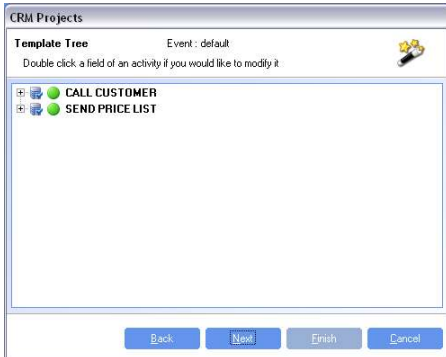 CRM Projects
Template Tree Event : default
Double click a field of an activity if you would like to modify it
CALL CUSTOMER
SEND PRICE LIST
Back Next Finish Cancel